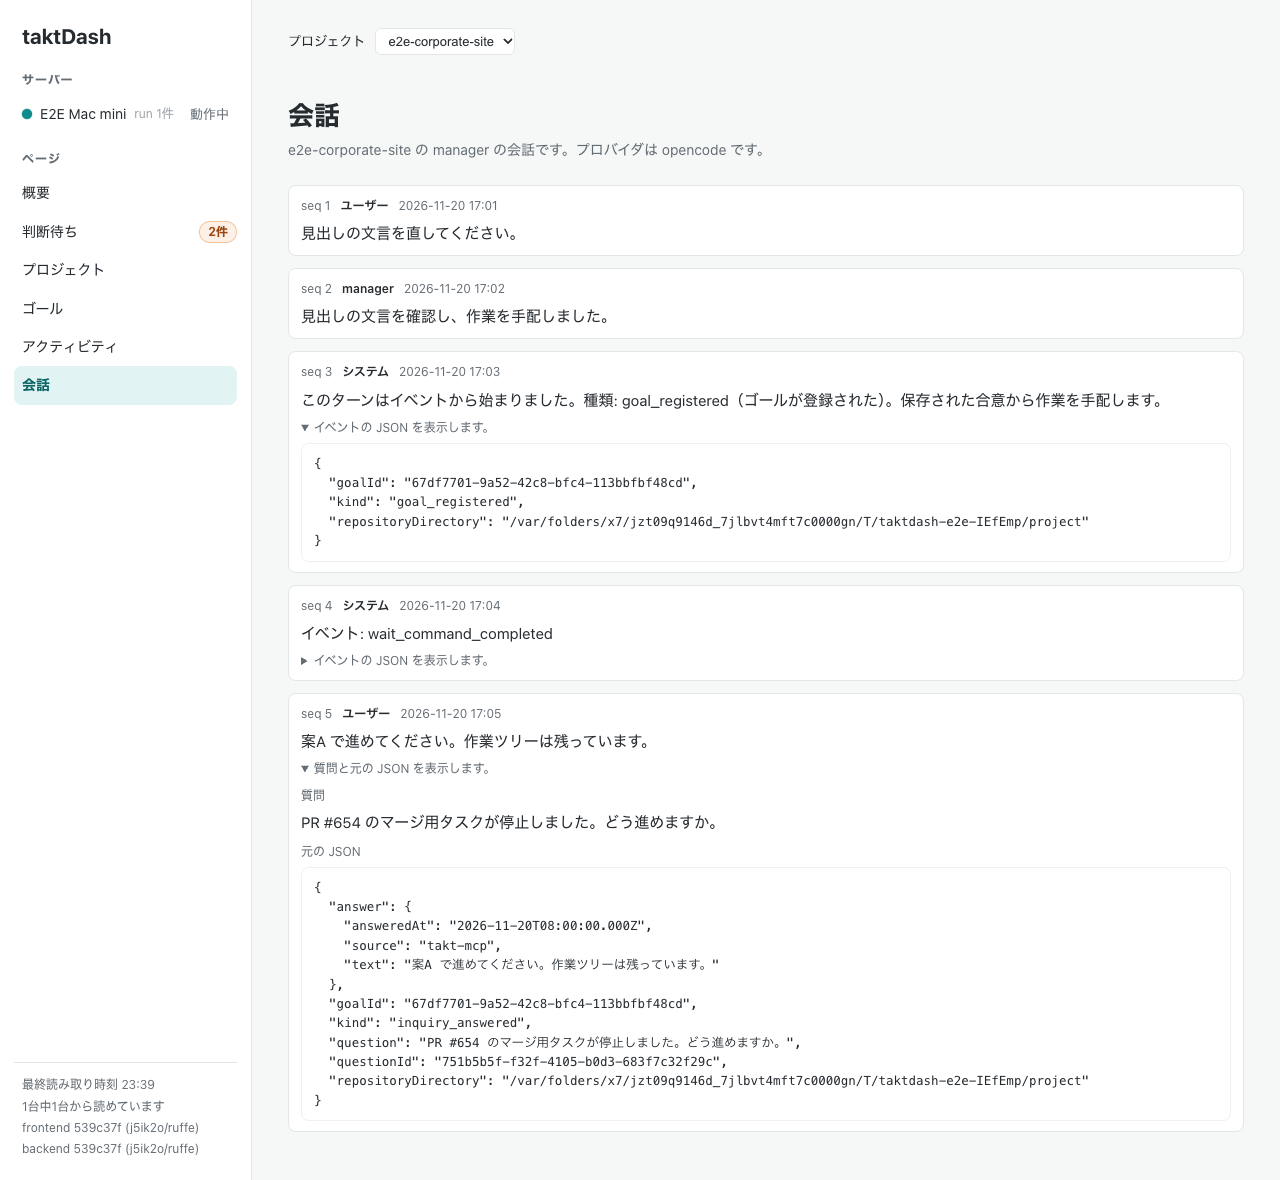 taktDash
サーバー
E2E Mac mini run 1件 動作中
ページ
概要
判断待ち 2件
プロジェクト
ゴール
アクティビティ
会話
最終読み取り時刻 23:39
1台中1台から読めています
frontend 539c37f (j5ik2o/ruffe)
backend 539c37f (j5ik2o/ruffe)
プロジェクト e2e-corporate-site
会話
e2e-corporate-site の manager の会話です。プロバイダは opencode です。
seq 1 ユーザー 2026-11-20 17:01
見出しの文言を直してください。
seq 2 manager 2026-11-20 17:02
見出しの文言を確認し、作業を手配しました。
seq 3 システム 2026-11-20 17:03
このターンはイベントから始まりました。種類: goal_registered（ゴールが登録された）。保存された合意から作業を手配します。
▼ イベントの JSON を表示します。
{
  "goalId": "67df7701-9a52-42c8-bfc4-113bbfbf48cd",
  "kind": "goal_registered",
  "repositoryDirectory": "/var/folders/x7/jzt09q9146d_7jlbvt4mft7c0000gn/T/taktdash-e2e-IEfEmp/project"
}
seq 4 システム 2026-11-20 17:04
イベント: wait_command_completed
▶ イベントの JSON を表示します。
seq 5 ユーザー 2026-11-20 17:05
案A で進めてください。作業ツリーは残っています。
▼ 質問と元の JSON を表示します。
質問
PR #654 のマージ用タスクが停止しました。どう進めますか。
元の JSON
{
  "answer": {
    "answeredAt": "2026-11-20T08:00:00.000Z",
    "source": "takt-mcp",
    "text": "案A で進めてください。作業ツリーは残っています。"
  },
  "goalId": "67df7701-9a52-42c8-bfc4-113bbfbf48cd",
  "kind": "inquiry_answered",
  "question": "PR #654 のマージ用タスクが停止しました。どう進めますか。",
  "questionId": "751b5b5f-f32f-4105-b0d3-683f7c32f29c",
  "repositoryDirectory": "/var/folders/x7/jzt09q9146d_7jlbvt4mft7c0000gn/T/taktdash-e2e-IEfEmp/project"
}